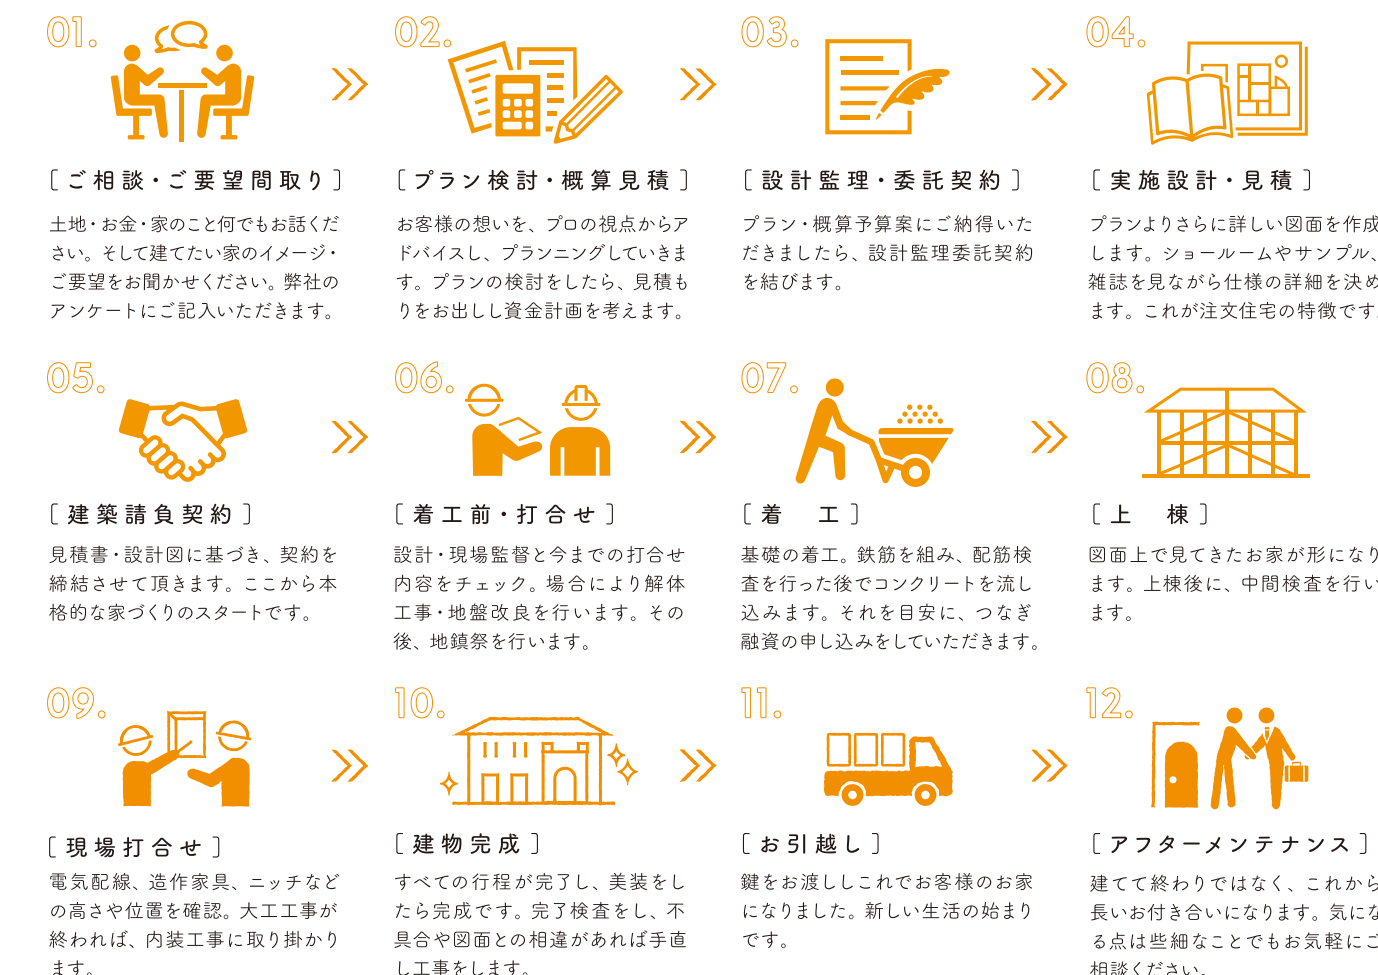 01.
[ご相談・ご要望間取り]
土地・お金・家のこと何でもお話くだ
さい。そして建てたい家のイメージ・
ご要望をお聞かせください。弊社の
アンケートにご記入いただきます。
02.
[プラン検討・概算見積]
お客様の想いを、プロの視点からア
ドバイスし、プランニングしていきま
す。プランの検討をしたら、見積も
りをお出しし資金計画を考えます。
03.
[設計監理・委託契約]
プラン・概算予算案にご納得いた
だきましたら、設計監理委託契約
を結びます。
04.
[実施設計・見積]
プランよりさらに詳しい図面を作成
します。ショールームやサンプル、
雑誌を見ながら仕様の詳細を決め
ます。これが注文住宅の特徴です。
05.
[建築請負契約]
見積書・設計図に基づき、契約を
締結させて頂きます。ここから本
格的な家づくりのスタートです。
06.
[着工前・打合せ]
設計・現場監督と今までの打合せ
内容をチェック。場合により解体
工事・地盤改良を行います。その
後、地鎮祭を行います。
07.
[着　工]
基礎の着工。鉄筋を組み、配筋検
査を行った後でコンクリートを流し
込みます。それを目安に、つなぎ
融資の申し込みをしていただきます。
08.
[上　棟]
図面上で見てきたお家が形になり
ます。上棟後に、中間検査を行い
ます。
09.
[現場打合せ]
電気配線、造作家具、ニッチなど
の高さや位置を確認。大工工事が
終われば、内装工事に取り掛かり
ます。
10.
[建物完成]
すべての行程が完了し、美装をし
たら完成です。完了検査をし、不
具合や図面との相違があれば手直
し工事をします。
11.
[お引越し]
鍵をお渡ししこれでお客様のお家
になりました。新しい生活の始まり
です。
12.
[アフターメンテナンス]
建てて終わりではなく、これから
長いお付き合いになります。気にな
る点は些細なことでもお気軽にご
相談ください。